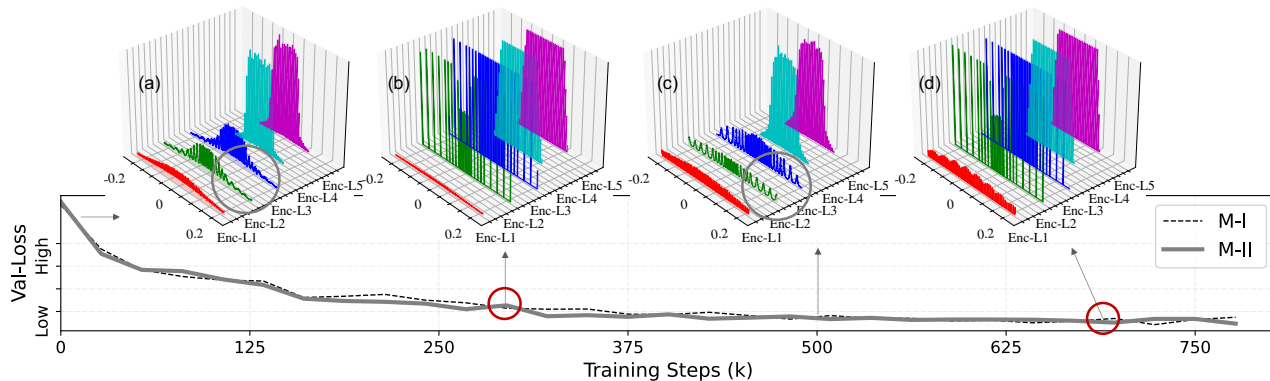 (a)
-0.2
0
0.2
Enc-L1
Enc-L2
Enc-L3
Enc-L4
Enc-L5
(b)
-0.2
0
0.2
Enc-L1
Enc-L2
Enc-L3
Enc-L4
Enc-L5
(c)
-0.2
0
0.2
Enc-L1
Enc-L2
Enc-L3
Enc-L4
Enc-L5
(d)
-0.2
0
0.2
Enc-L1
Enc-L2
Enc-L3
Enc-L4
Enc-L5
Val-Loss
High
Low
M-I
M-II
0
125
250
375
500
625
750
Training Steps (k)